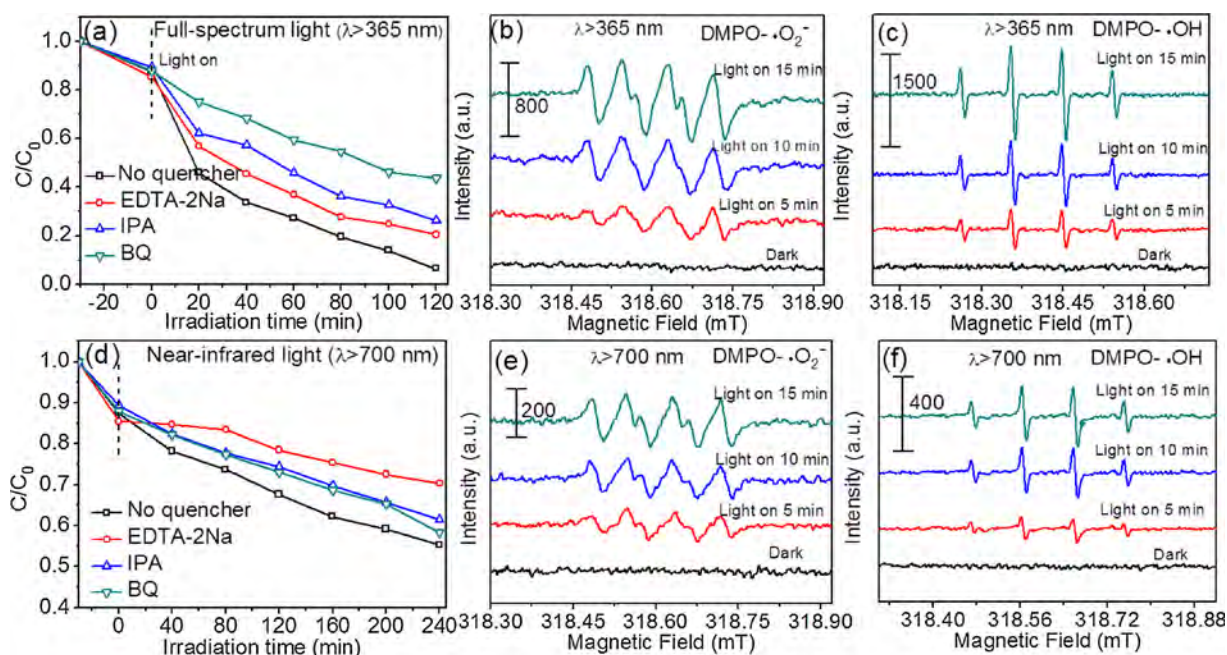 (a) Full-spectrum light (λ>365 nm)
Light on
1.0
0.8
0.6
0.4
0.2
0.0
C/C0
No quencher
EDTA-2Na
IPA
BQ
0 20 40 60 80 100 120
Irradiation time (min)
(b) λ>365 nm DMPO- ·O2−
800
Light on 15 min
Light on 10 min
Light on 5 min
Dark
Intensity (a.u.)
318.30 318.45 318.60 318.75 318.90
Magnetic Field (mT)
(c) λ>365 nm DMPO- ·OH
1500
Light on 15 min
Light on 10 min
Light on 5 min
Dark
Intensity (a.u.)
318.15 318.30 318.45 318.60
Magnetic Field (mT)
(d) Near-infrared light (λ>700 nm)
1.0
0.9
0.8
0.7
0.6
0.5
0.4
C/C0
No quencher
EDTA-2Na
IPA
BQ
0 40 80 120 160 200 240
Irradiation time (min)
(e) λ>700 nm DMPO- ·O2−
200
Light on 15 min
Light on 10 min
Light on 5 min
Dark
Intensity (a.u.)
318.30 318.45 318.60 318.75 318.90
Magnetic Field (mT)
(f) λ>700 nm DMPO- ·OH
400
Light on 15 min
Light on 10 min
Light on 5 min
Dark
Intensity (a.u.)
318.40 318.56 318.72 318.88
Magnetic Field (mT)